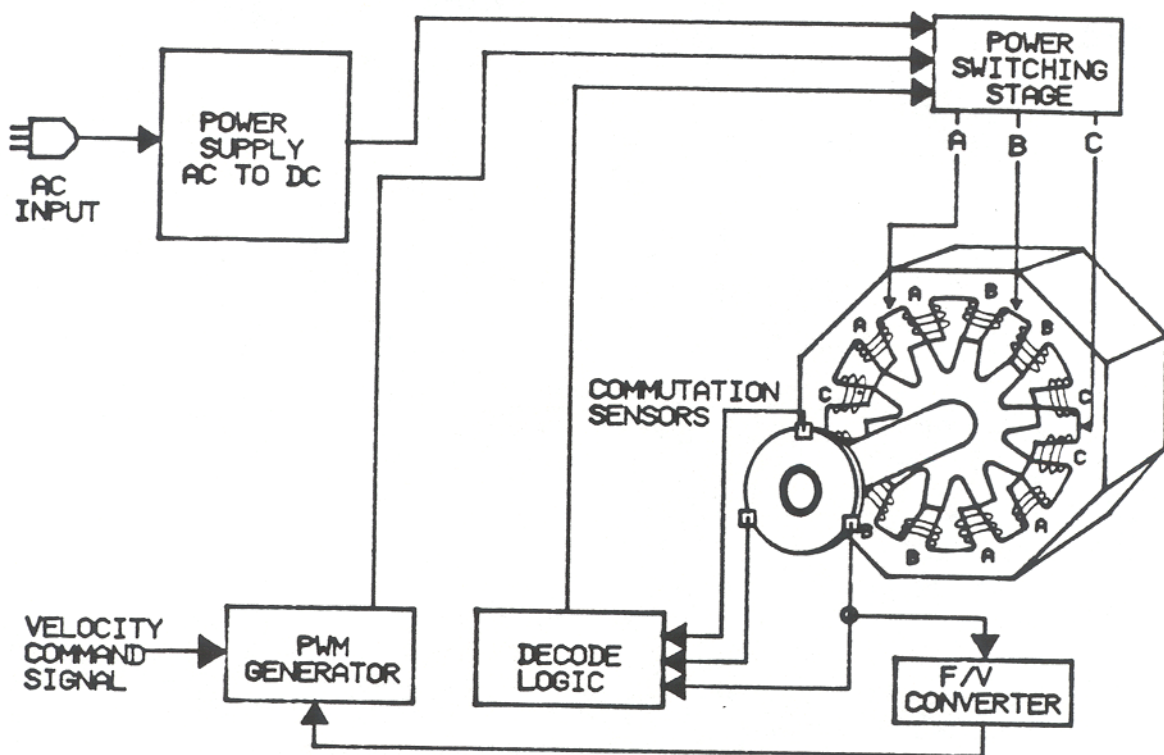 POWER
SUPPLY
AC TO DC
AC
INPUT
POWER
SWITCHING
STAGE
A
B
C
A
B
A
B
C
C
C
A
A
B
B
COMMUTATION
SENSORS
VELOCITY
COMMAND
SIGNAL
PWM
GENERATOR
DECODE
LOGIC
F/V
CONVERTER